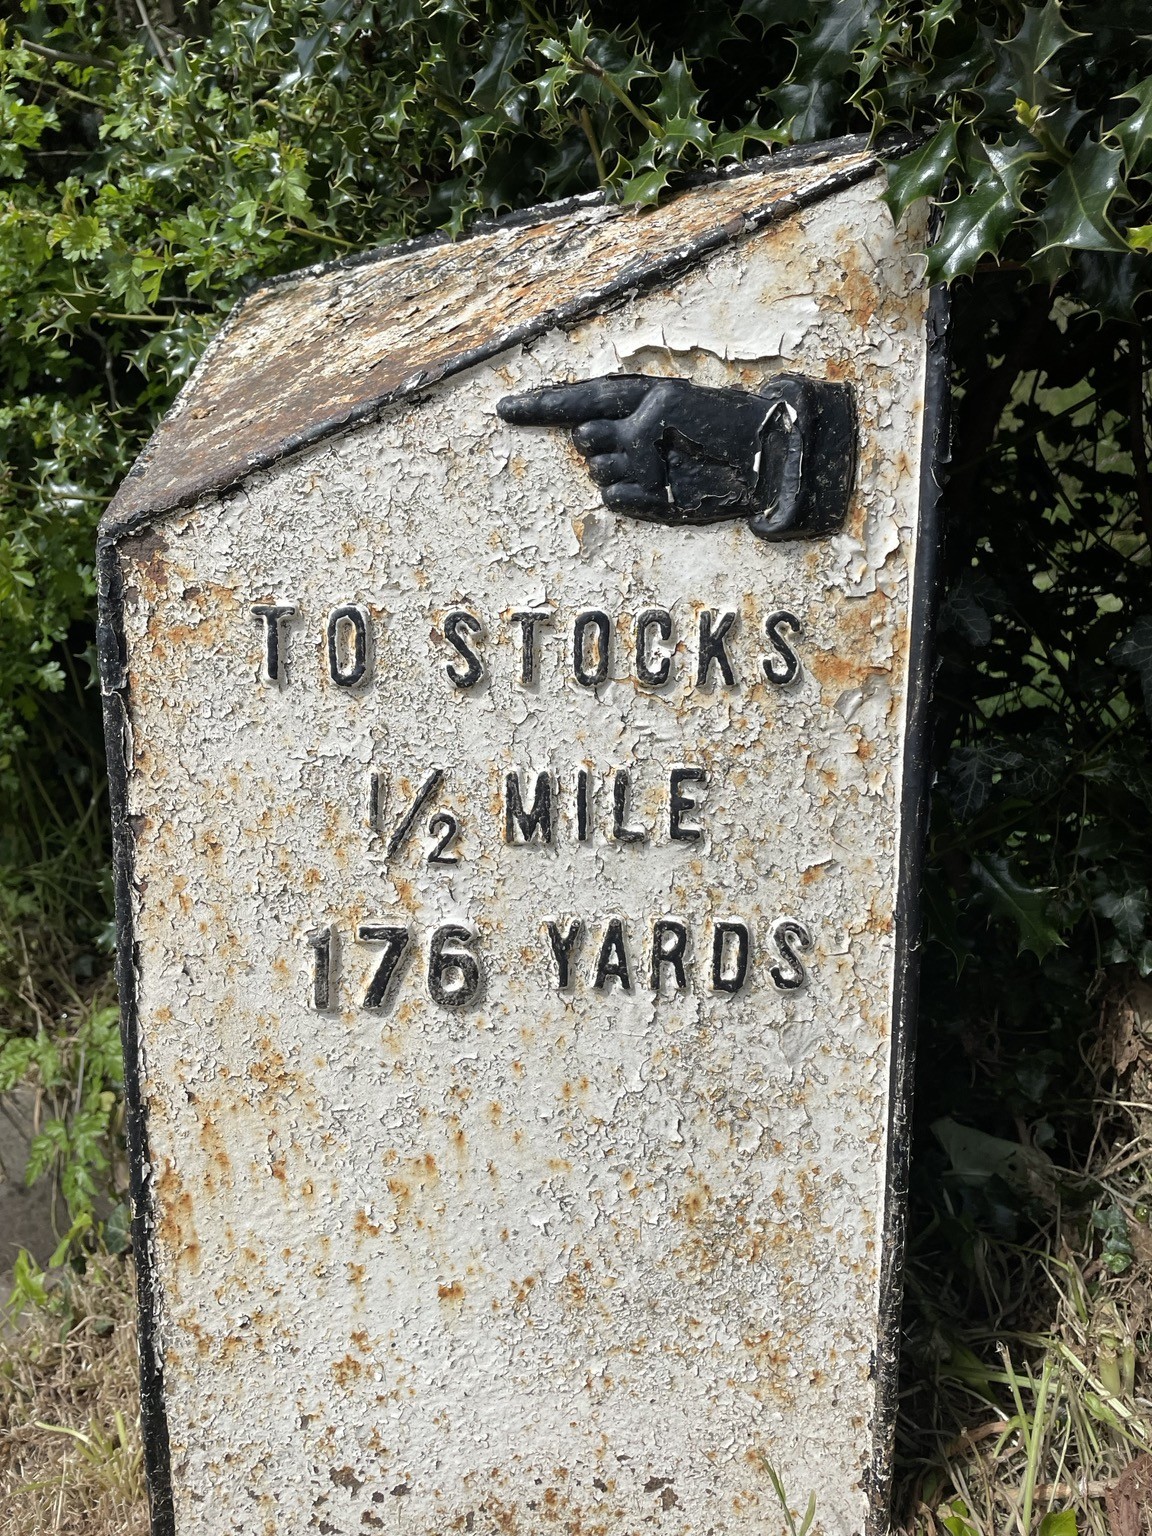 TO STOCKS
1/2 MILE
176 YARDS